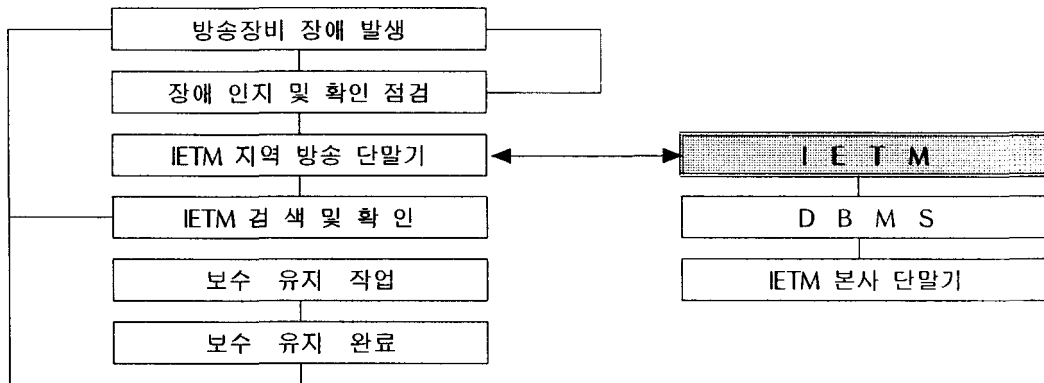 방송장비 장애 발생
장애 인지 및 확인 점검
IETM 지역 방송 단말기
IETM 검 색 및 확 인
보수 유지 작업
보수 유지 완료
I E T M
D B M S
IETM 본사 단말기